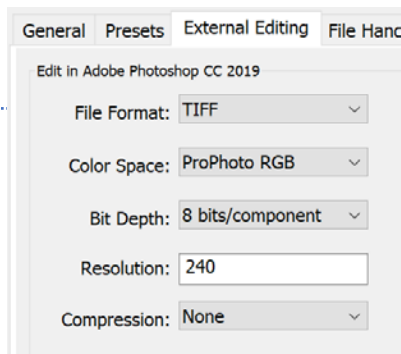 General Presets External Editing File Hanc
Edit in Adobe Photoshop CC 2019
File Format: TIFF
Color Space: ProPhoto RGB
Bit Depth: 8 bits/component
Resolution: 240
Compression: None